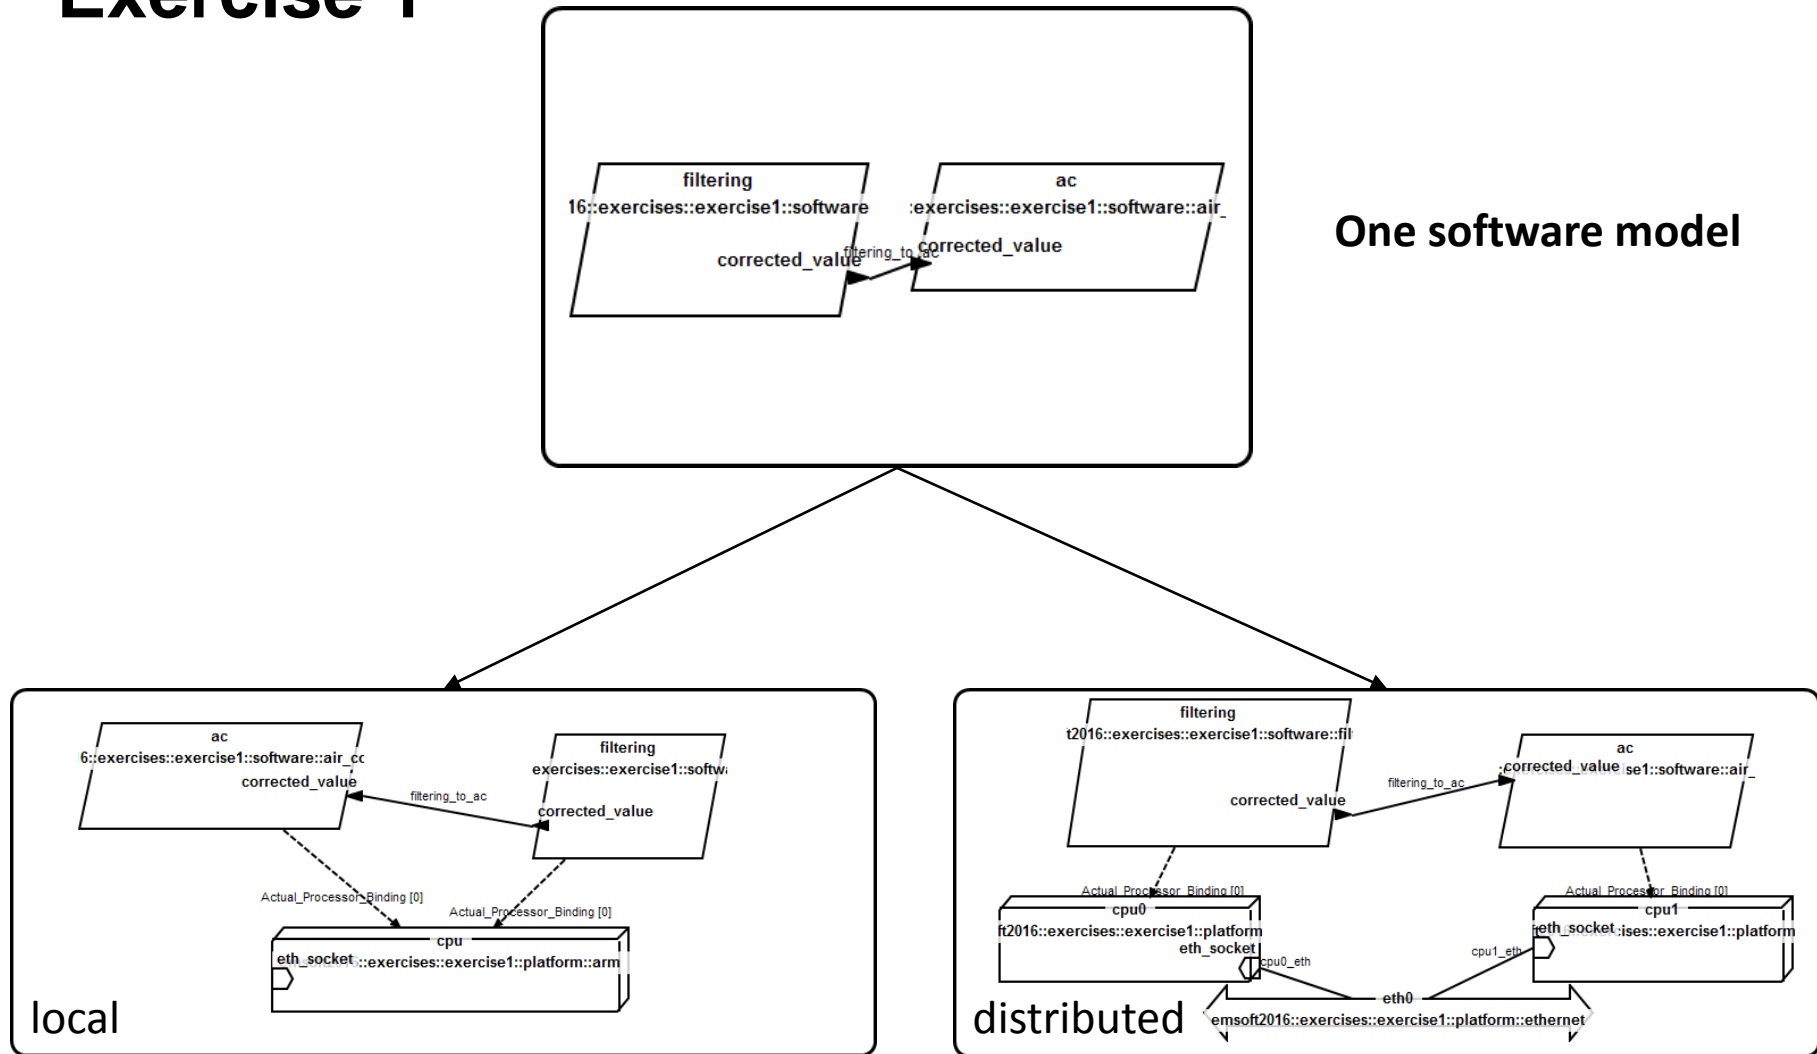 Exercise 1
filtering
16::exercises::exercise1::software
corrected_value
filtering_to_ac
ac
:exercises::exercise1::software::air_
corrected_value
One software model
ac
6::exercises::exercise1::software::air_cc
corrected_value
filtering_to_ac
filtering
exercises::exercise1::softwa
corrected_value
Actual_Processor_Binding [0]
Actual_Processor_Binding [0]
cpu
eth_socket ::exercises::exercise1::platform::arm
local
filtering
t2016::exercises::exercise1::software::fil
corrected_value
filtering_to_ac
ac
corrected_value se1::software::air_
Actual_Processor_Binding [0]
Actual_Processor_Binding [0]
cpu0
ft2016::exercises::exercise1::platform
eth_socket
cpu0_eth
cpu1
eth_socket :ises::exercise1::platform
cpu1_eth
eth0
emsoft2016::exercises::exercise1::platform::ethernet
distributed